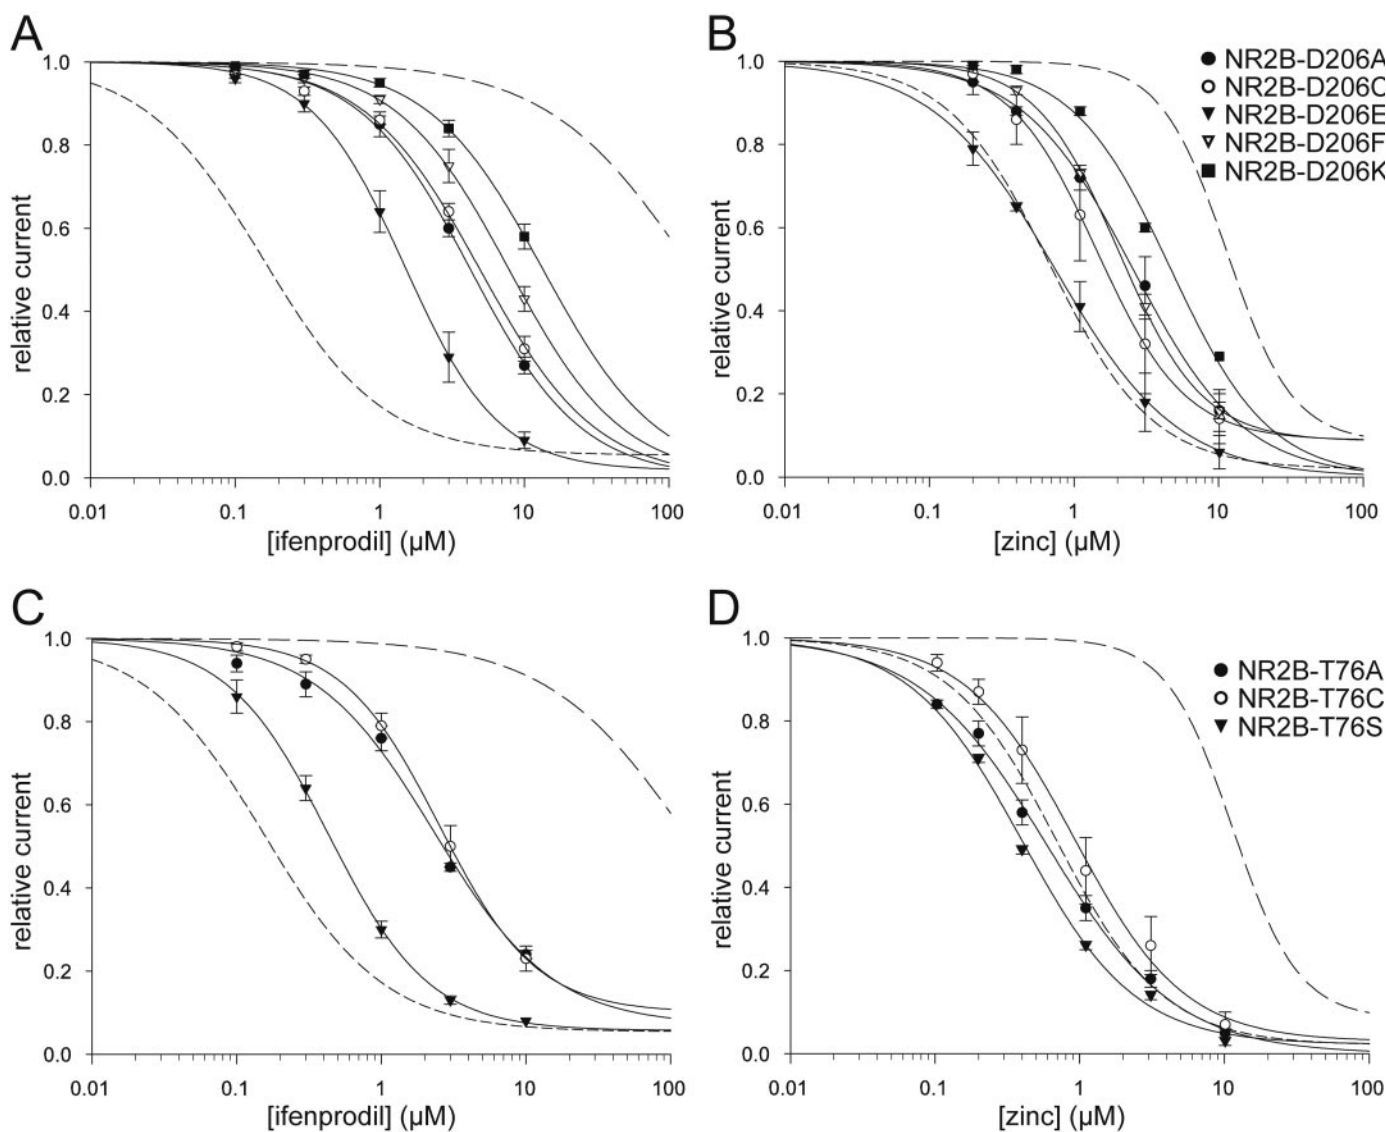 A
1.0
0.8
0.6
0.4
0.2
0.0
relative current
0.01 0.1 1 10 100
[ifenprodil] (µM)
B
1.0
0.8
0.6
0.4
0.2
0.0
relative current
0.01 0.1 1 10 100
[zinc] (µM)
NR2B-D206A
NR2B-D206C
NR2B-D206E
NR2B-D206F
NR2B-D206K
C
1.0
0.8
0.6
0.4
0.2
0.0
relative current
0.01 0.1 1 10 100
[ifenprodil] (µM)
D
1.0
0.8
0.6
0.4
0.2
0.0
relative current
0.01 0.1 1 10 100
[zinc] (µM)
NR2B-T76A
NR2B-T76C
NR2B-T76S